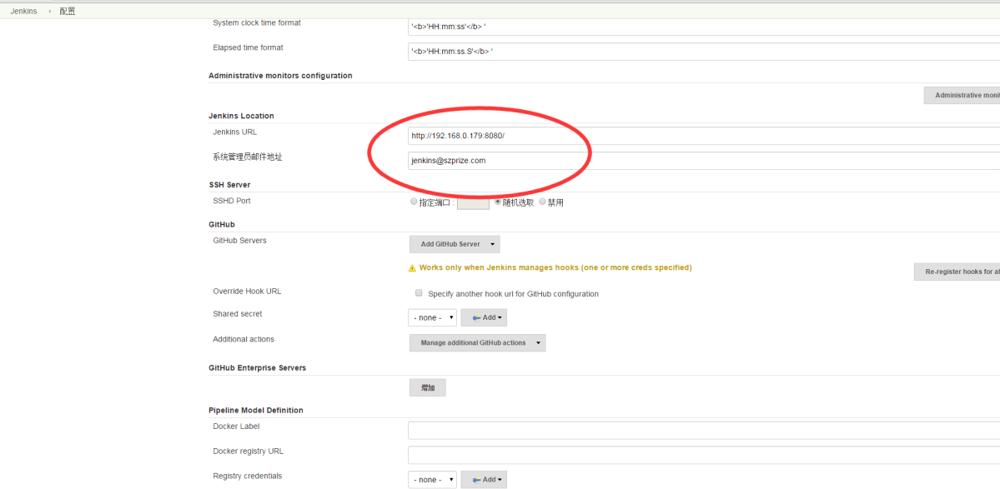 Jenkins › 配置
System clock time format '<b>'HH:mm:ss'</b> '
Elapsed time format '<b>'HH:mm:ss.S'</b> '
Administrative monitors configuration
Administrative
Jenkins Location
Jenkins URL http://192.168.0.179:8080/
系统管理员邮件地址 jenkins@szprize.com
SSH Server
SSHD Port 指定端口 : 随机选取 禁用
GitHub
GitHub Servers Add GitHub Server
Works only when Jenkins manages hooks (one or more creds specified)
Re-register hooks for
Override Hook URL Specify another hook url for GitHub configuration
Shared secret - none - Add
Additional actions Manage additional GitHub actions
GitHub Enterprise Servers
增加
Pipeline Model Definition
Docker Label
Docker registry URL
Registry credentials - none - Add